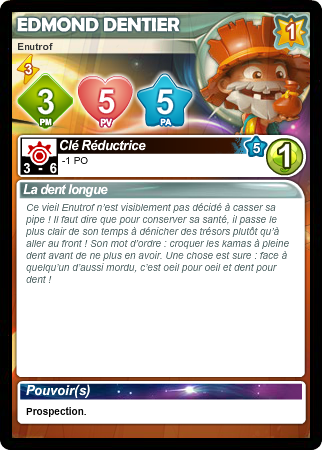 EDMOND DENTIER
1
Enutrof
3
3
PM
5
PV
5
PA
Clé Réductrice
5
1
3 - 6
-1 PO
La dent longue
Ce vieil Enutrof n'est visiblement pas décidé à casser sa
pipe ! Il faut dire que pour conserver sa santé, il passe le
plus clair de son temps à dénicher des trésors plutôt qu'à
aller au front ! Son mot d'ordre : croquer les kamas à pleine
dent avant de ne plus en avoir. Une chose est sure : face à
quelqu'un d'aussi mordu, c'est oeil pour oeil et dent pour
dent !
Pouvoir(s)
Prospection.